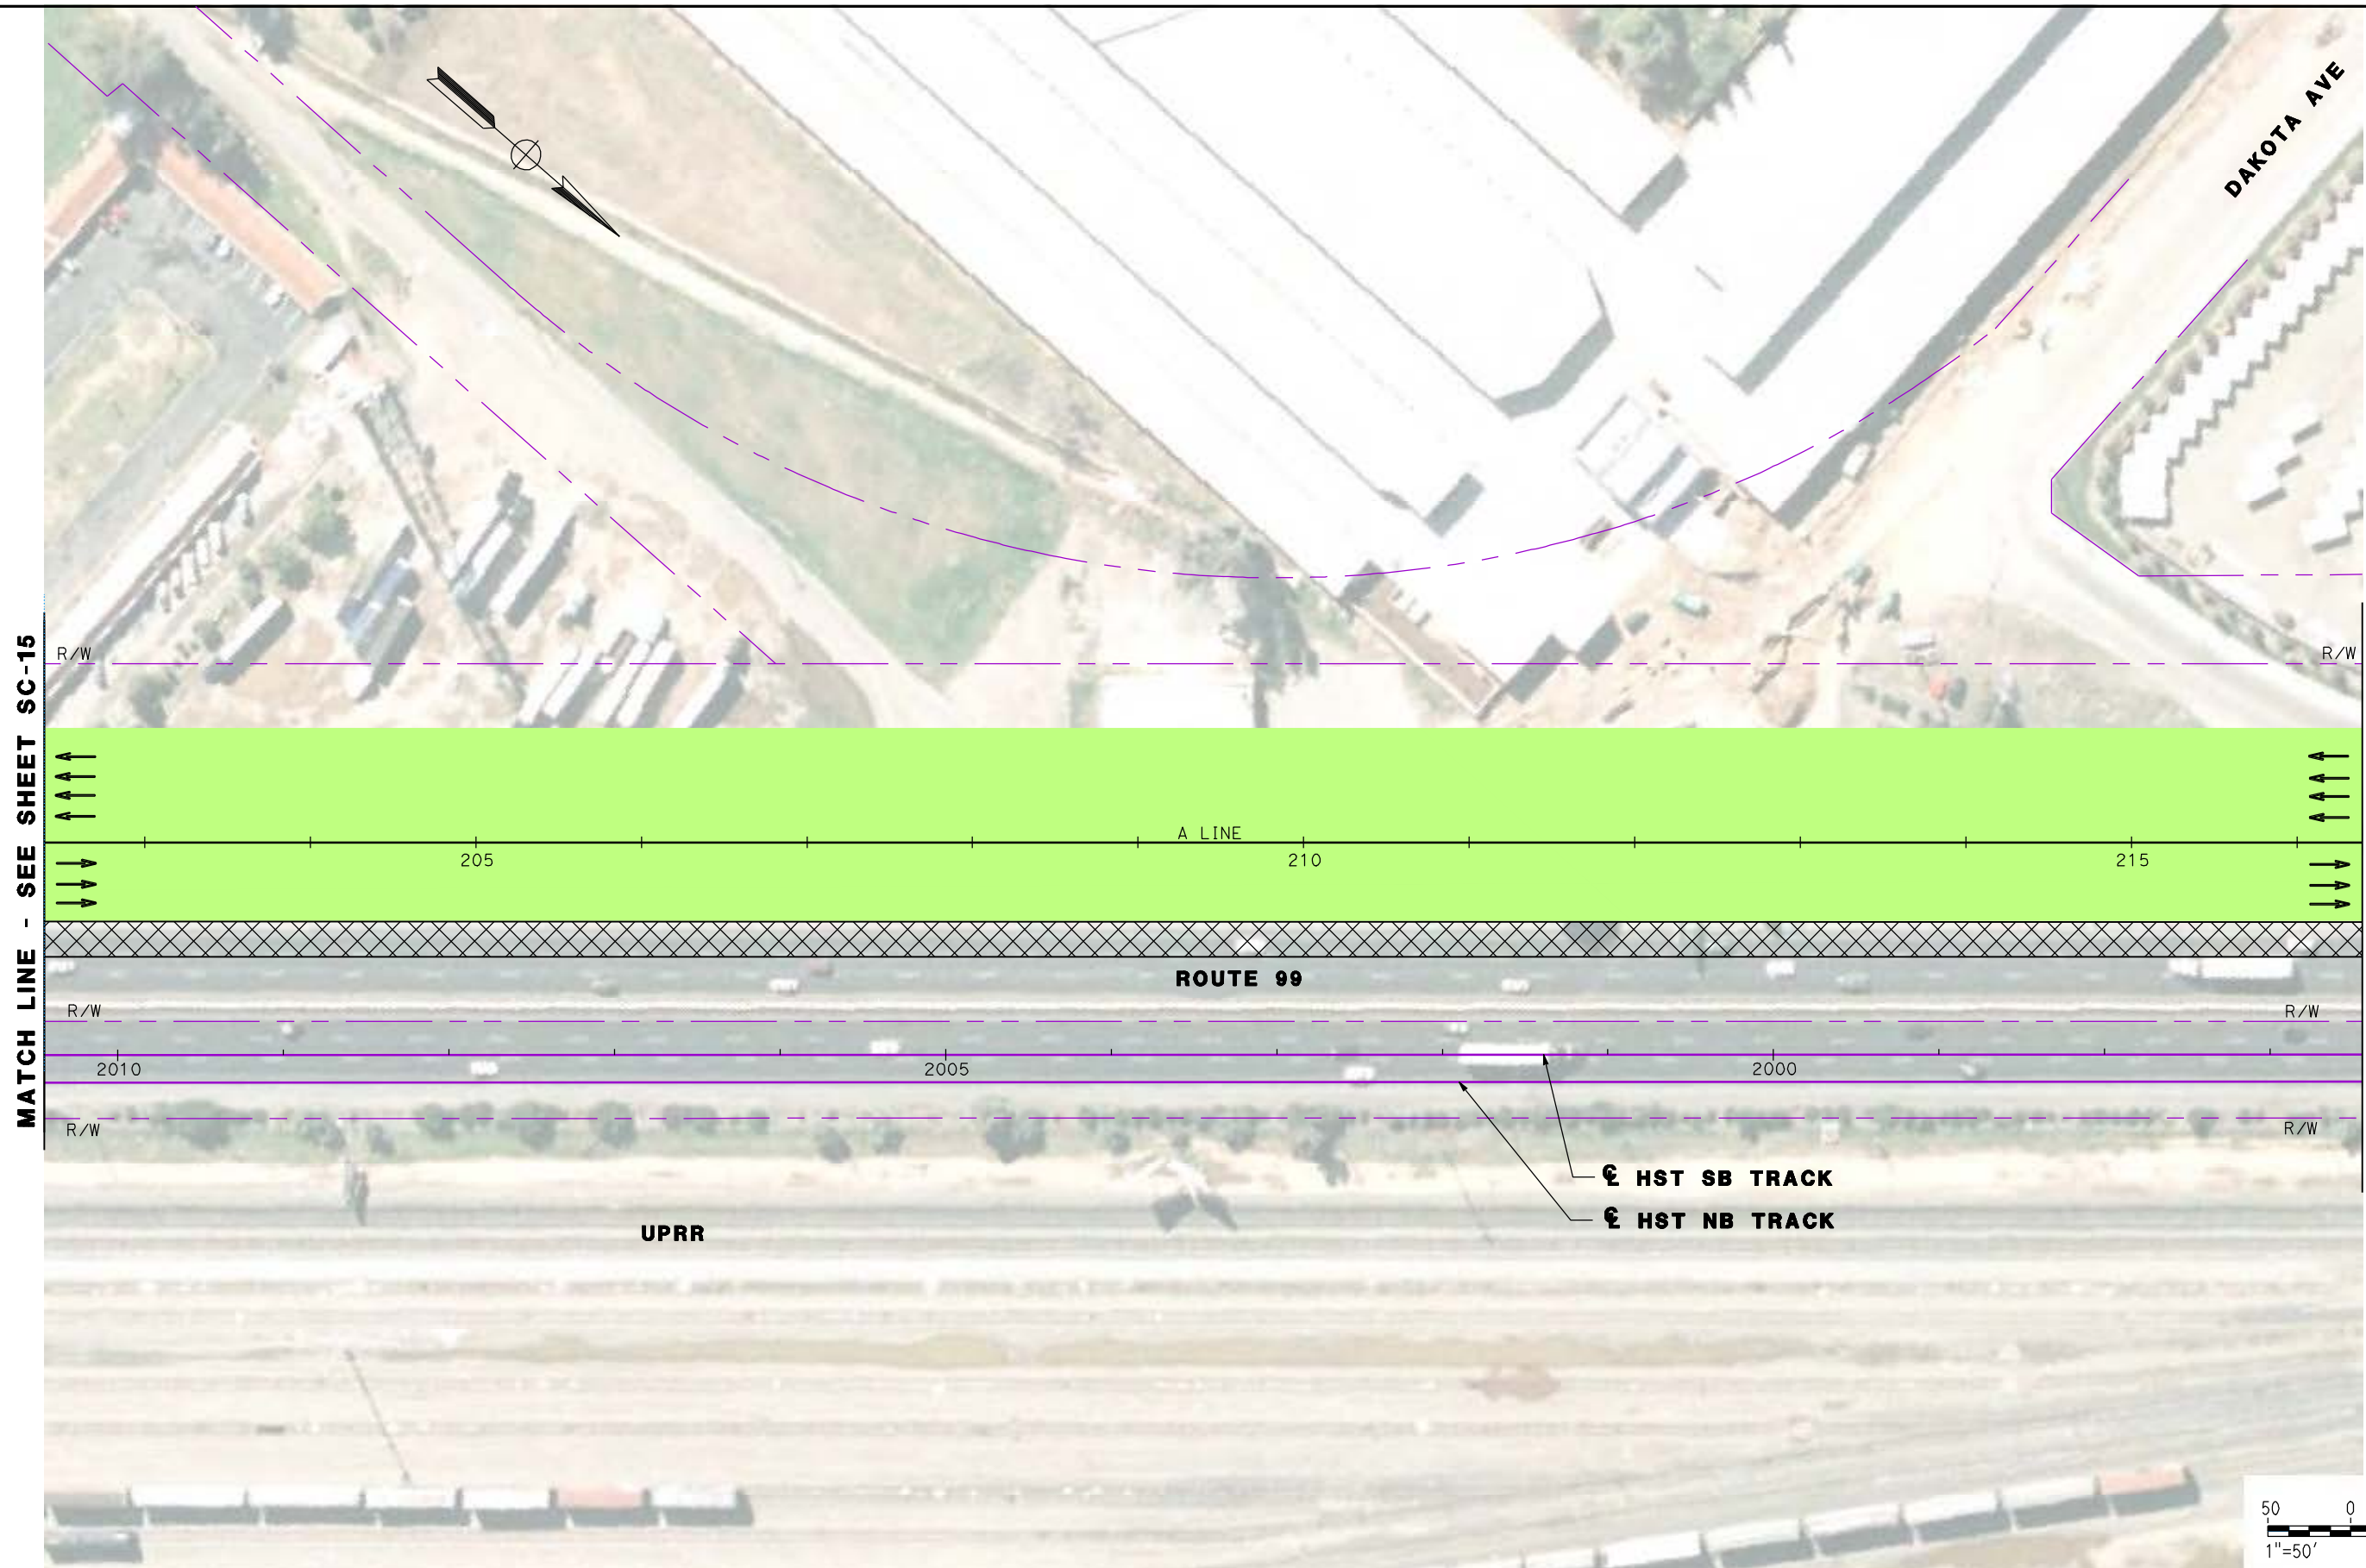 DAKOTA AVE
MATCH LINE - SEE SHEET SC-15
R/W
R/W
A LINE
205
210
215
ROUTE 99
R/W
R/W
2010
2005
2000
R/W
R/W
℄ HST SB TRACK
℄ HST NB TRACK
UPRR
50 0
1"=50'